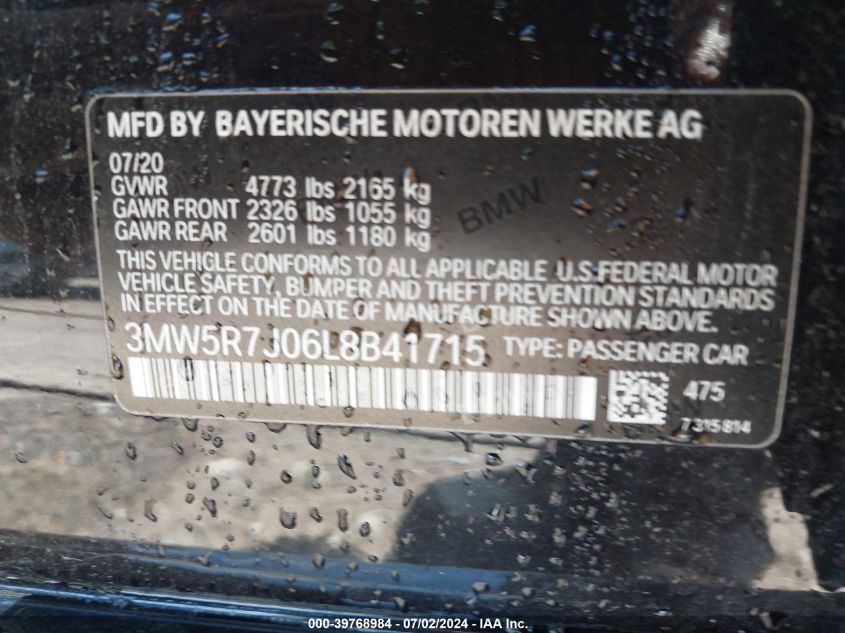 MFD BY BAYERISCHE MOTOREN WERKE AG
07/20
GVWR 4773 lbs 2165 kg
GAWR FRONT 2326 lbs 1055 kg
GAWR REAR 2601 lbs 1180 kg
BMW
THIS VEHICLE CONFORMS TO ALL APPLICABLE U.S. FEDERAL MOTOR
VEHICLE SAFETY, BUMPER AND THEFT PREVENTION STANDARDS
IN EFFECT ON THE DATE OF MANUFACTURE SHOWN ABOVE.
3MW5R7J06L8B41715 TYPE: PASSENGER CAR
475
7315814
000-39768984 / 07/02/2024 - IAA Inc.